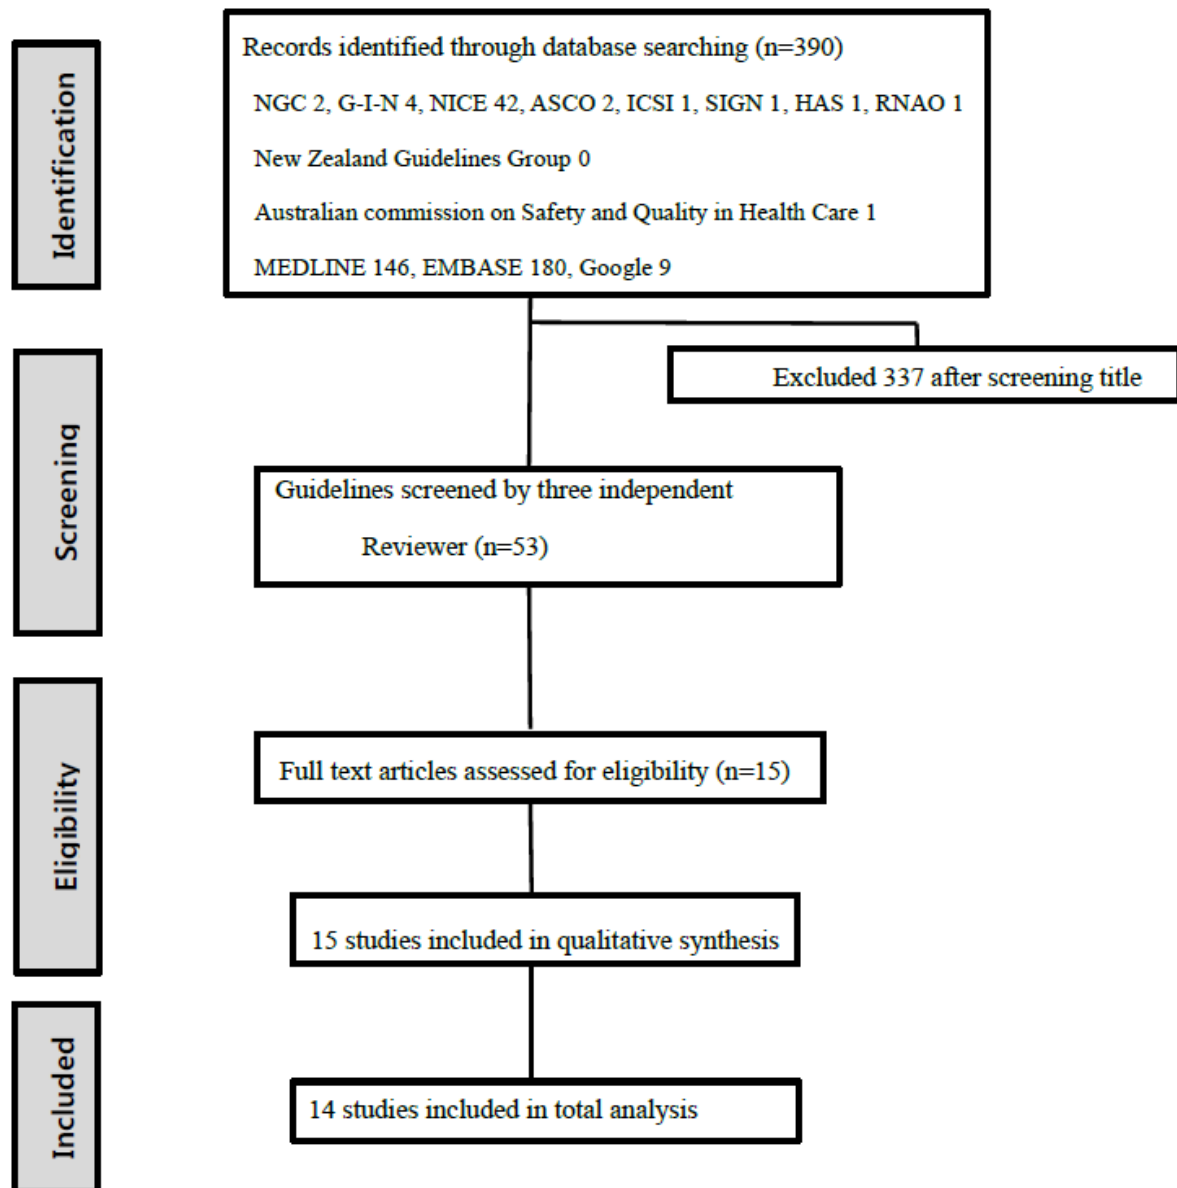 Identification
Records identified through database searching (n=390)
NGC 2, G-I-N 4, NICE 42, ASCO 2, ICSI 1, SIGN 1, HAS 1, RNAO 1
New Zealand Guidelines Group 0
Australian commission on Safety and Quality in Health Care 1
MEDLINE 146, EMBASE 180, Google 9
Excluded 337 after screening title
Screening
Guidelines screened by three independent
Reviewer (n=53)
Eligibility
Full text articles assessed for eligibility (n=15)
15 studies included in qualitative synthesis
Included
14 studies included in total analysis